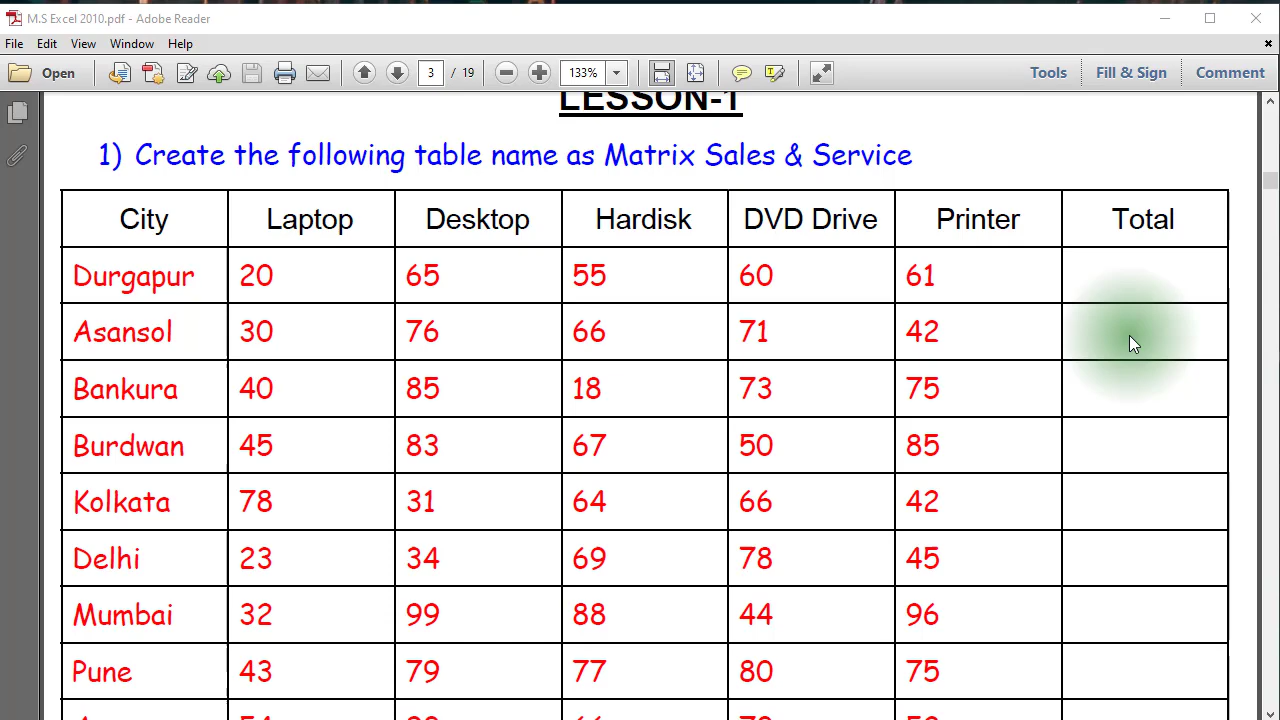 M.S Excel 2010.pdf - Adobe Reader
File Edit View Window Help
Open 3 / 19 133% Tools Fill & Sign Comment
LESSON-1
1) Create the following table name as Matrix Sales & Service
City Laptop Desktop Hardisk DVD Drive Printer Total
Durgapur 20 65 55 60 61
Asansol 30 76 66 71 42
Bankura 40 85 18 73 75
Burdwan 45 83 67 50 85
Kolkata 78 31 64 66 42
Delhi 23 34 69 78 45
Mumbai 32 99 88 44 96
Pune 43 79 77 80 75